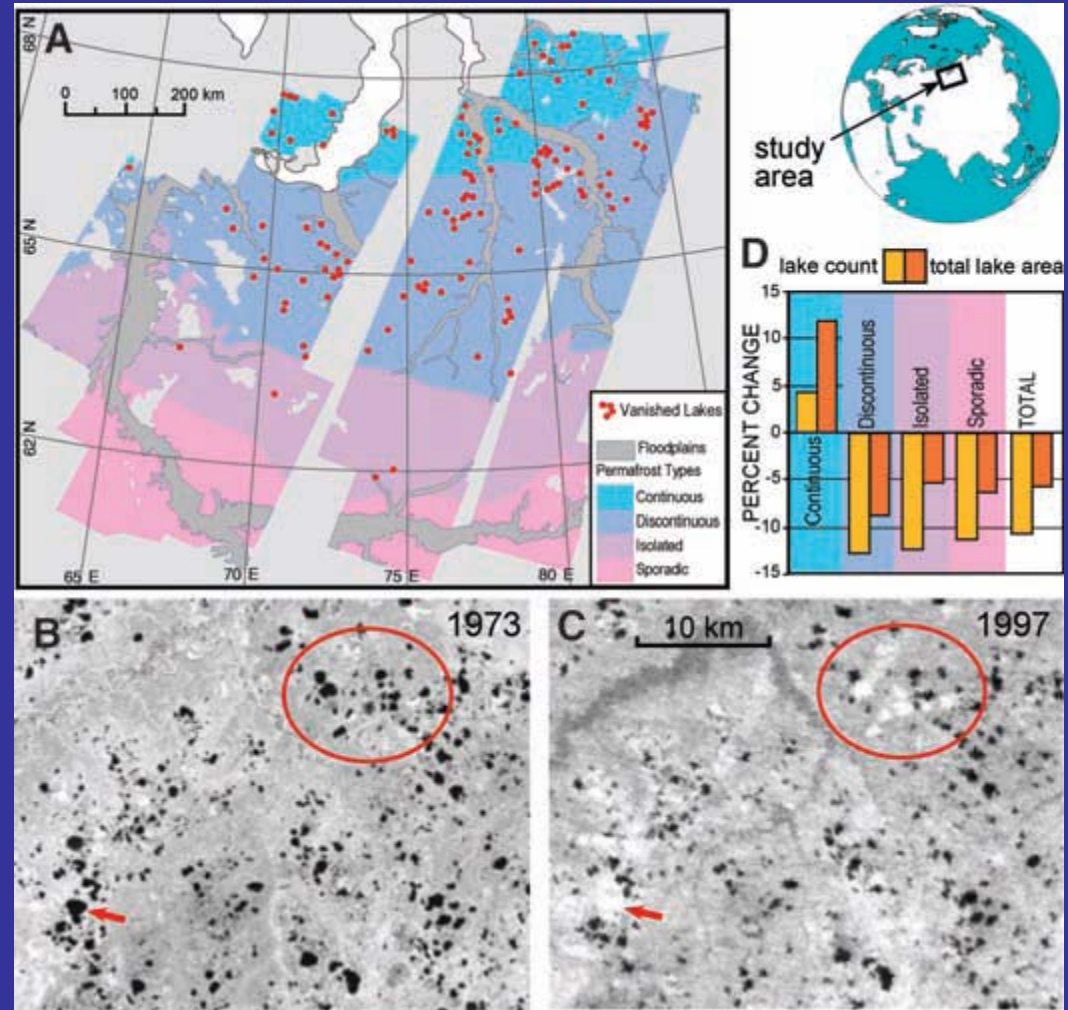 A
68 N
65 N
62 N
0 100 200 km
65 E
70 E
75 E
80 E
Vanished Lakes
Floodplains
Permafrost Types
Continuous
Discontinuous
Isolated
Sporadic
study
area
D
lake count
total lake area
PERCENT CHANGE
15
10
5
0
-5
-10
-15
Continuous
Discontinuous
Isolated
Sporadic
TOTAL
B
1973
C
10 km
1997